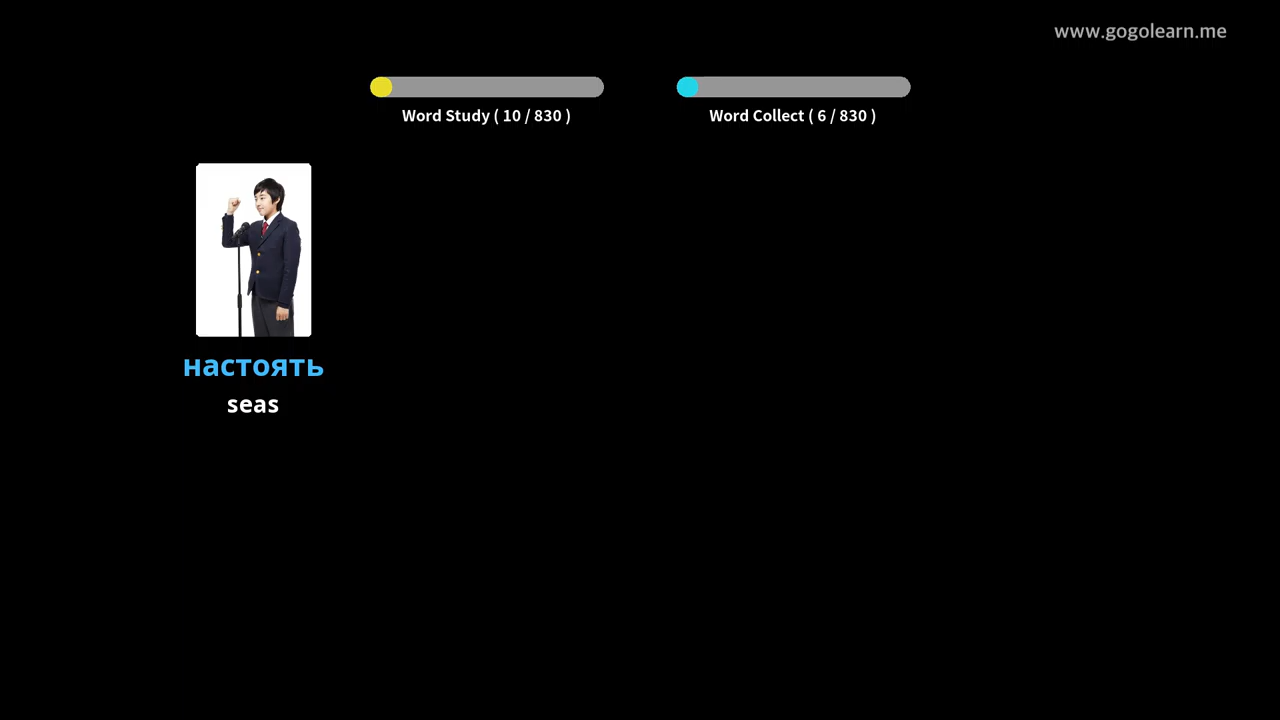 www.gogolearn.me
Word Study ( 10 / 830 )
Word Collect ( 6 / 830 )
настоять
seas